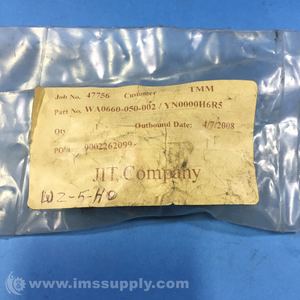 Job No. 47756 Customer TMM
Part No. WA0660-050-002 / YN0000H6R5
Qty 1 Outbound Date: 4/7/2008
PO# 9002262099
JIT Company
W2-5-H0
www.imssupply.com